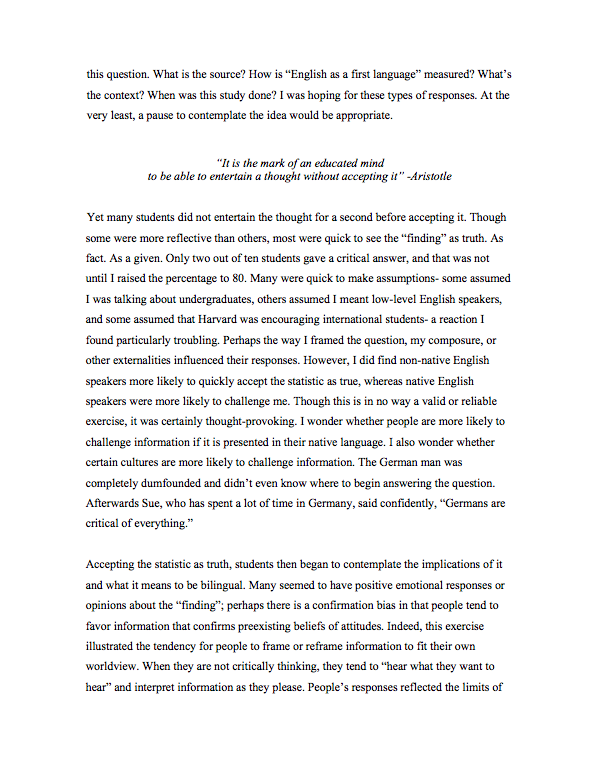 this question. What is the source? How is “English as a first language” measured? What’s
the context? When was this study done? I was hoping for these types of responses. At the
very least, a pause to contemplate the idea would be appropriate.
“It is the mark of an educated mind
to be able to entertain a thought without accepting it” -Aristotle
Yet many students did not entertain the thought for a second before accepting it. Though
some were more reflective than others, most were quick to see the “finding” as truth. As
fact. As a given. Only two out of ten students gave a critical answer, and that was not
until I raised the percentage to 80. Many were quick to make assumptions- some assumed
I was talking about undergraduates, others assumed I meant low-level English speakers,
and some assumed that Harvard was encouraging international students- a reaction I
found particularly troubling. Perhaps the way I framed the question, my composure, or
other externalities influenced their responses. However, I did find non-native English
speakers more likely to quickly accept the statistic as true, whereas native English
speakers were more likely to challenge me. Though this is in no way a valid or reliable
exercise, it was certainly thought-provoking. I wonder whether people are more likely to
challenge information if it is presented in their native language. I also wonder whether
certain cultures are more likely to challenge information. The German man was
completely dumfounded and didn’t even know where to begin answering the question.
Afterwards Sue, who has spent a lot of time in Germany, said confidently, “Germans are
critical of everything.”
Accepting the statistic as truth, students then began to contemplate the implications of it
and what it means to be bilingual. Many seemed to have positive emotional responses or
opinions about the “finding”; perhaps there is a confirmation bias in that people tend to
favor information that confirms preexisting beliefs of attitudes. Indeed, this exercise
illustrated the tendency for people to frame or reframe information to fit their own
worldview. When they are not critically thinking, they tend to “hear what they want to
hear” and interpret information as they please. People’s responses reflected the limits of